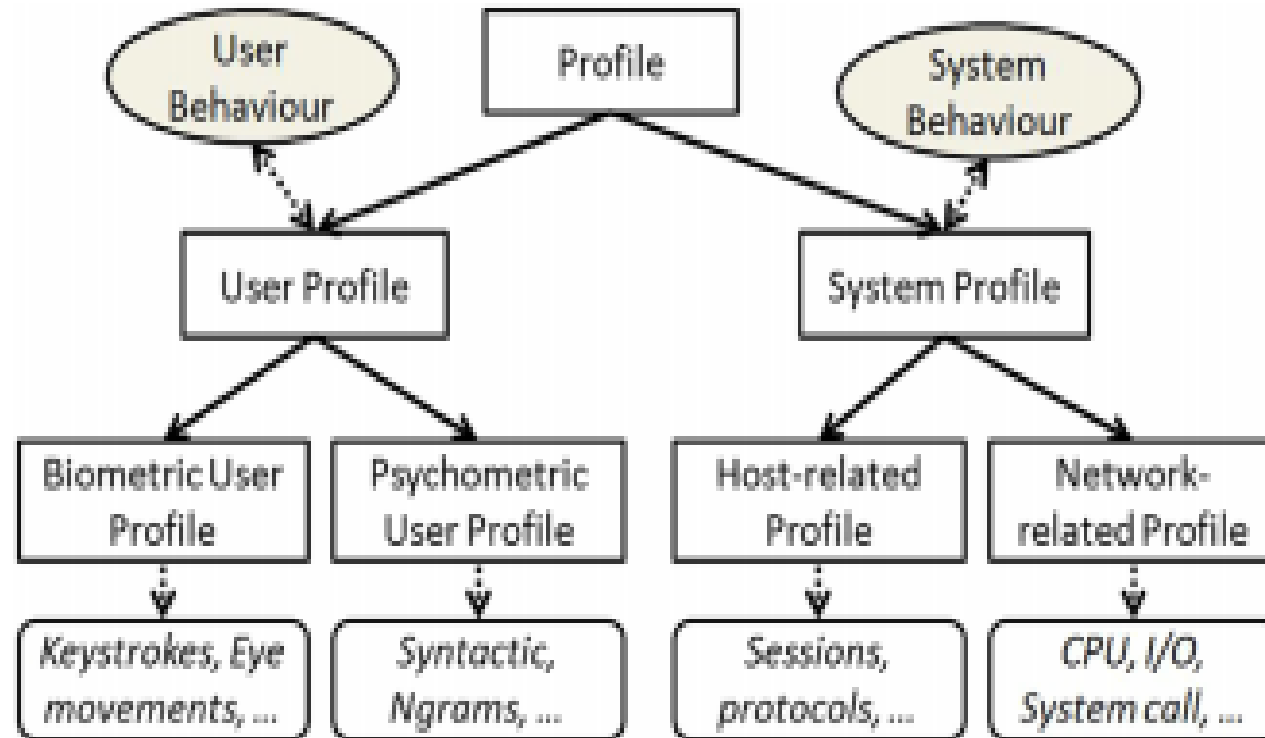 User
Behaviour
Profile
System
Behaviour
User Profile
System Profile
Biometric User
Profile
Psychometric
User Profile
Host-related
Profile
Network-
related Profile
Keystrokes, Eye
movements, ...
Syntactic,
Ngrams, ...
Sessions,
protocols, ...
CPU, I/O,
System call, ...